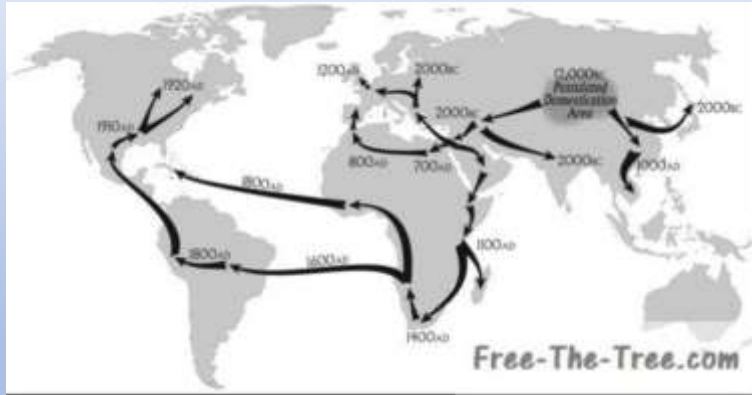 1920AD
1200AD
2000BC
12,000BC
Postulated
Domestication
Area
1910AD
2000BC
2000BC
800AD
700AD
2000BC
1000AD
1800AD
1100AD
1800AD
1600AD
1400AD
Free-The-Tree.com